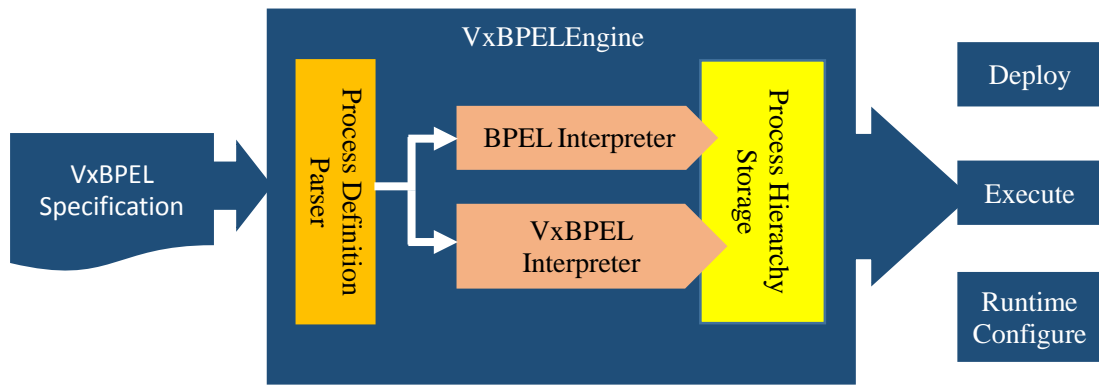 VxBPELEngine
VxBPEL
Specification
Process Definition
Parser
BPEL Interpreter
VxBPEL
Interpreter
Process Hierarchy
Storage
Deploy
Execute
Runtime
Configure